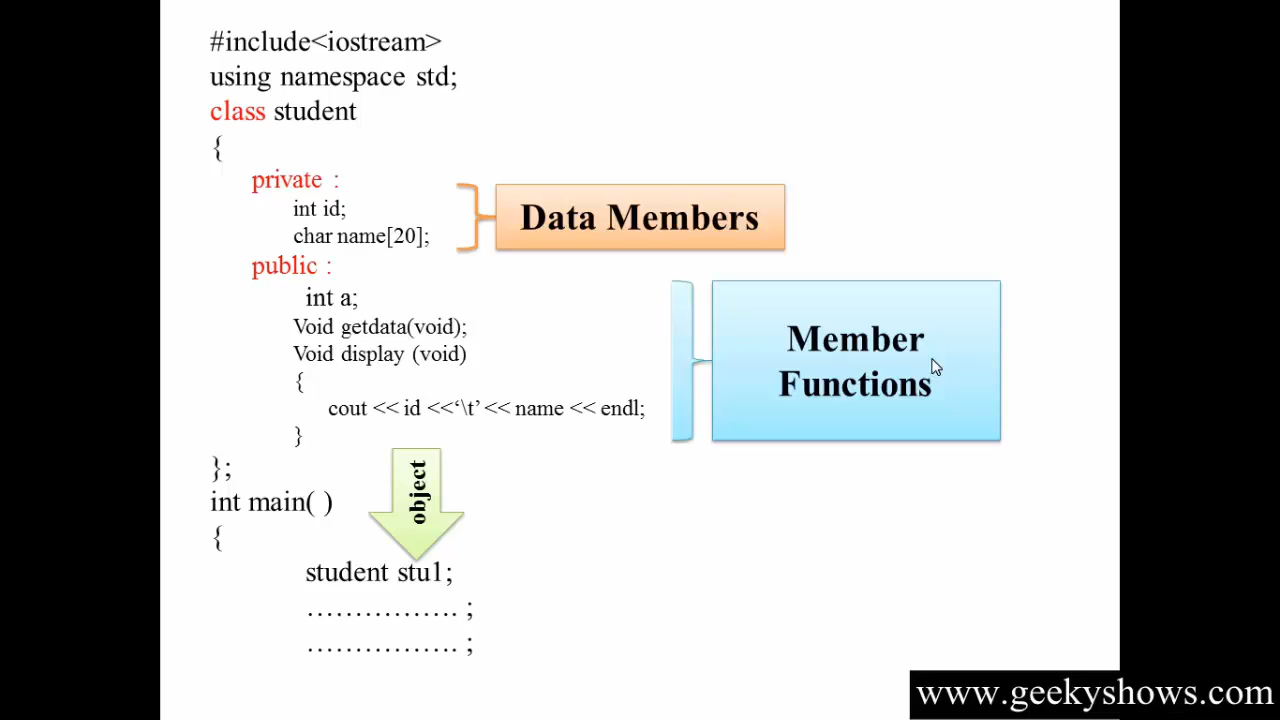 #include<iostream>
using namespace std;
class student
{
private :
int id;
char name[20];
Data Members
public :
int a;
Void getdata(void);
Void display (void)
{
cout << id <<‘\t’ << name << endl;
}
Member
Functions
};
int main( )
{
object
student stu1;
……………. ;
……………. ;
www.geekyshows.com